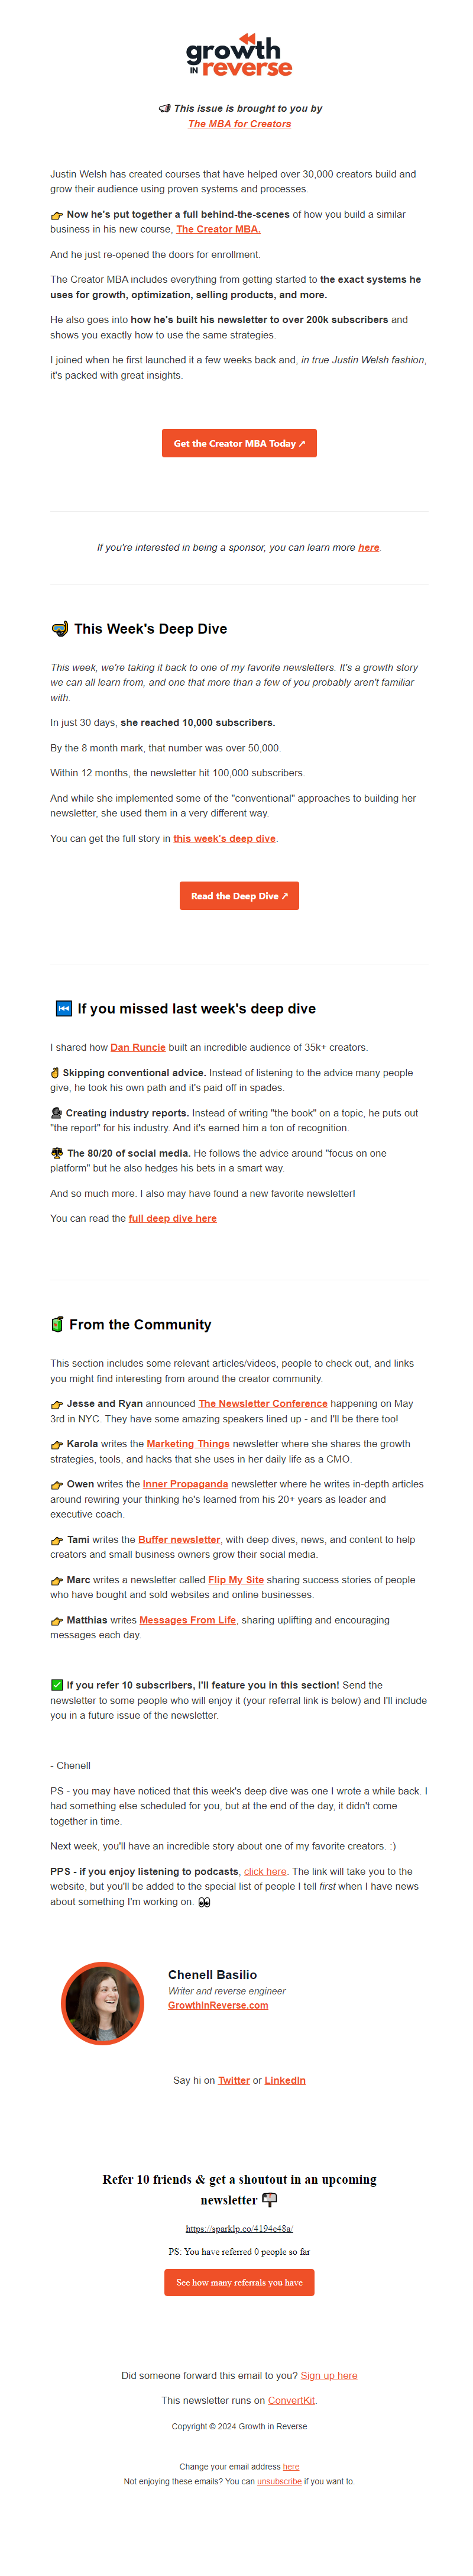 growth
IN reverse
This issue is brought to you by
The MBA for Creators
Justin Welsh has created courses that have helped over 30,000 creators build and
grow their audience using proven systems and processes.
👉 Now he's put together a full behind-the-scenes of how you build a similar
business in his new course, The Creator MBA.
And he just re-opened the doors for enrollment.
The Creator MBA includes everything from getting started to the exact systems he
uses for growth, optimization, selling products, and more.
He also goes into how he's built his newsletter to over 200k subscribers and
shows you exactly how to use the same strategies.
I joined when he first launched it a few weeks back and, in true Justin Welsh fashion,
it's packed with great insights.
Get the Creator MBA Today ↗
If you're interested in being a sponsor, you can learn more here
🤿 This Week's Deep Dive
This week, we're taking it back to one of my favorite newsletters. It's a growth story
we can all learn from, and one that more than a few of you probably aren't familiar
with.
In just 30 days, she reached 10,000 subscribers.
By the 8 month mark, that number was over 50,000.
Within 12 months, the newsletter hit 100,000 subscribers.
And while she implemented some of the "conventional" approaches to building her
newsletter, she used them in a very different way.
You can get the full story in this week's deep dive.
Read the Deep Dive ↗
⏮ If you missed last week's deep dive
I shared how Dan Runcie built an incredible audience of 35k+ creators.
Skipping conventional advice. Instead of listening to the advice many people
give, he took his own path and it's paid off in spades.
Creating industry reports. Instead of writing "the book" on a topic, he puts out
"the report" for his industry. And it's earned him a ton of recognition.
The 80/20 of social media. He follows the advice around "focus on one
platform" but he also hedges his bets in a smart way.
And so much more. I also may have found a new favorite newsletter!
You can read the full deep dive here
From the Community
This section includes some relevant articles/videos, people to check out, and links
you might find interesting from around the creator community.
👉 Jesse and Ryan announced The Newsletter Conference happening on May
3rd in NYC. They have some amazing speakers lined up - and I'll be there too!
👉 Karola writes the Marketing Things newsletter where she shares the growth
strategies, tools, and hacks that she uses in her daily life as a CMO.
👉 Owen writes the Inner Propaganda newsletter where he writes in-depth articles
around rewiring your thinking he's learned from his 20+ years as leader and
executive coach.
👉 Tami writes the Buffer newsletter, with deep dives, news, and content to help
creators and small business owners grow their social media.
👉 Marc writes a newsletter called Flip My Site sharing success stories of people
who have bought and sold websites and online businesses.
👉 Matthias writes Messages From Life, sharing uplifting and encouraging
messages each day.
✅ If you refer 10 subscribers, I'll feature you in this section! Send the
newsletter to some people who will enjoy it (your referral link is below) and I'll include
you in a future issue of the newsletter.
- Chenell
PS - you may have noticed that this week's deep dive was one I wrote a while back. I
had something else scheduled for you, but at the end of the day, it didn't come
together in time.
Next week, you'll have an incredible story about one of my favorite creators. :)
PPS - if you enjoy listening to podcasts, click here. The link will take you to the
website, but you'll be added to the special list of people I tell first when I have news
about something I'm working on. 👀
Chenell Basilio
Writer and reverse engineer
GrowthInReverse.com
Say hi on Twitter or LinkedIn
Refer 10 friends & get a shoutout in an upcoming
newsletter 📬
https://sparklp.co/4194e48a/
PS: You have referred 0 people so far
See how many referrals you have
Did someone forward this email to you? Sign up here
This newsletter runs on ConvertKit.
Copyright © 2024 Growth in Reverse
Change your email address here
Not enjoying these emails? You can unsubscribe if you want to.